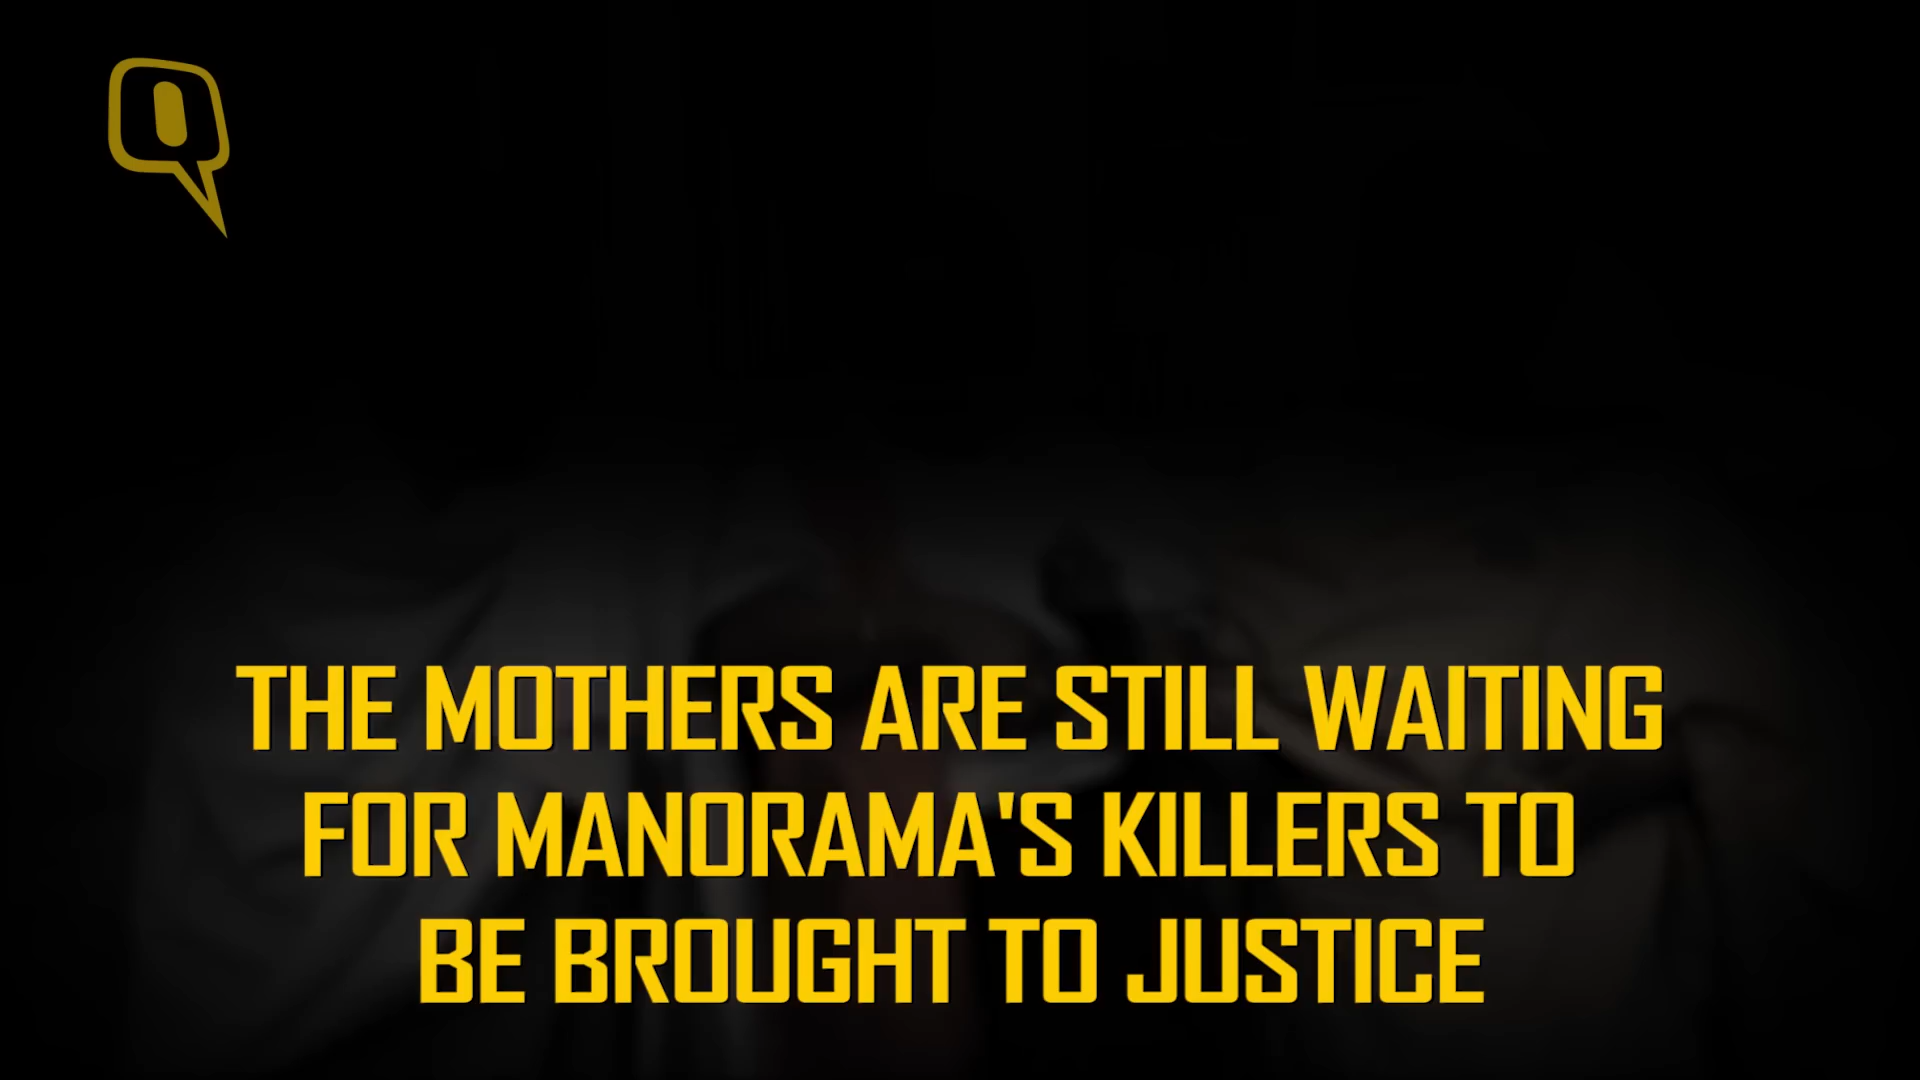 THE MOTHERS ARE STILL WAITING
FOR MANORAMA'S KILLERS TO
BE BROUGHT TO JUSTICE